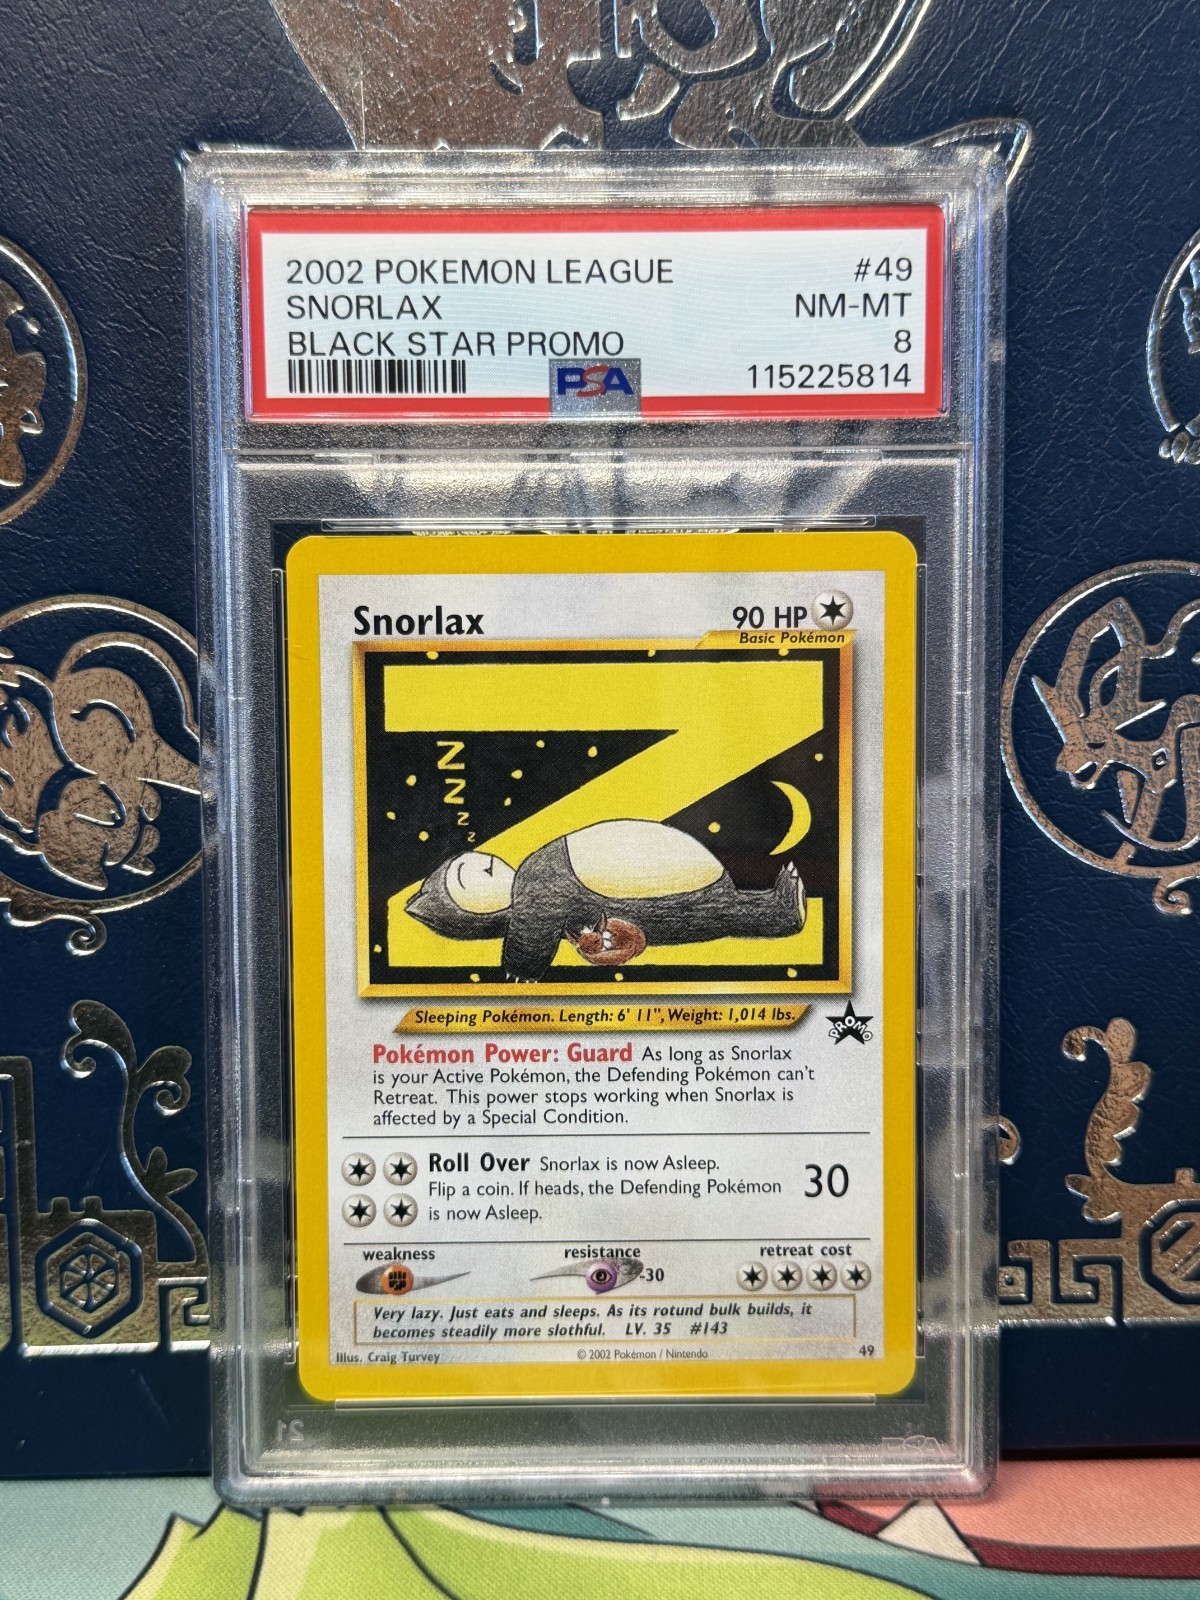 2002 POKEMON LEAGUE #49
SNORLAX NM-MT
BLACK STAR PROMO 8
PSA 115225814
Snorlax 90 HP
Basic Pokémon
Z
Z
Z
Z
Z
Sleeping Pokémon. Length: 6' 11", Weight: 1,014 lbs.
PROMO
Pokémon Power: Guard As long as Snorlax
is your Active Pokémon, the Defending Pokémon can't
Retreat. This power stops working when Snorlax is
affected by a Special Condition.
Roll Over Snorlax is now Asleep.
Flip a coin. If heads, the Defending Pokémon 30
is now Asleep.
weakness resistance retreat cost
-30
Very lazy. Just eats and sleeps. As its rotund bulk builds, it
becomes steadily more slothful. LV. 35 #143
Illus. Craig Turvey © 2002 Pokémon / Nintendo 49
21
PSA